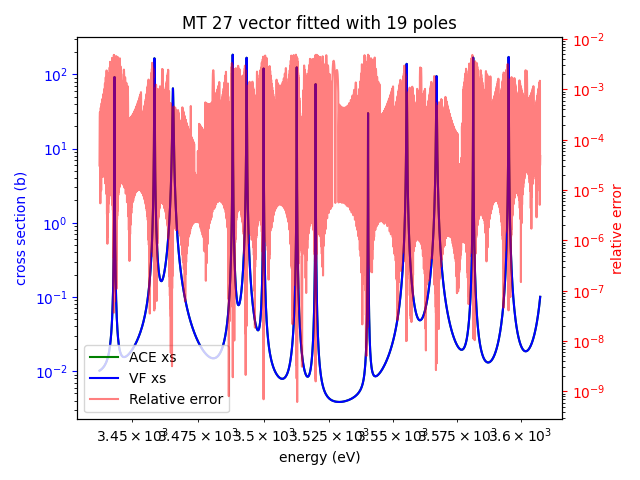 MT 27 vector fitted with 19 poles
10²
10¹
10⁰
10⁻¹
10⁻²
cross section (b)
10⁻²
10⁻³
10⁻⁴
10⁻⁵
10⁻⁶
10⁻⁷
10⁻⁸
10⁻⁹
relative error
ACE xs
VF xs
Relative error
3.45 × 10³ 3.475 × 10³ 3.5 × 10³ 3.525 × 10³ 3.55 × 10³ 3.575 × 10³ 3.6 × 10³
energy (eV)